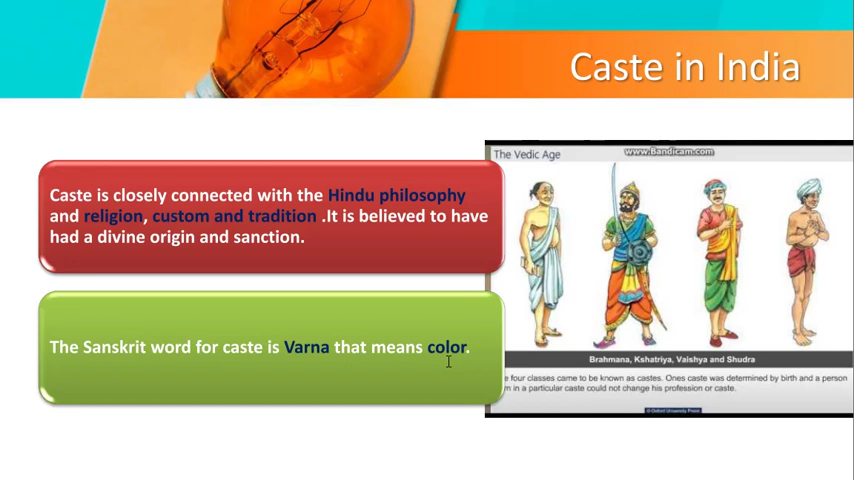 Caste in India
Caste is closely connected with the Hindu philosophy
and religion, custom and tradition .It is believed to have
had a divine origin and sanction.
The Sanskrit word for caste is Varna that means color.
The Vedic Age
www.Bandicam.com
Brahmana, Kshatriya, Vaishya and Shudra
four classes came to be known as castes. Ones caste was determined by birth and a person
in a particular caste could not change his profession or caste.
© Oxford University Press